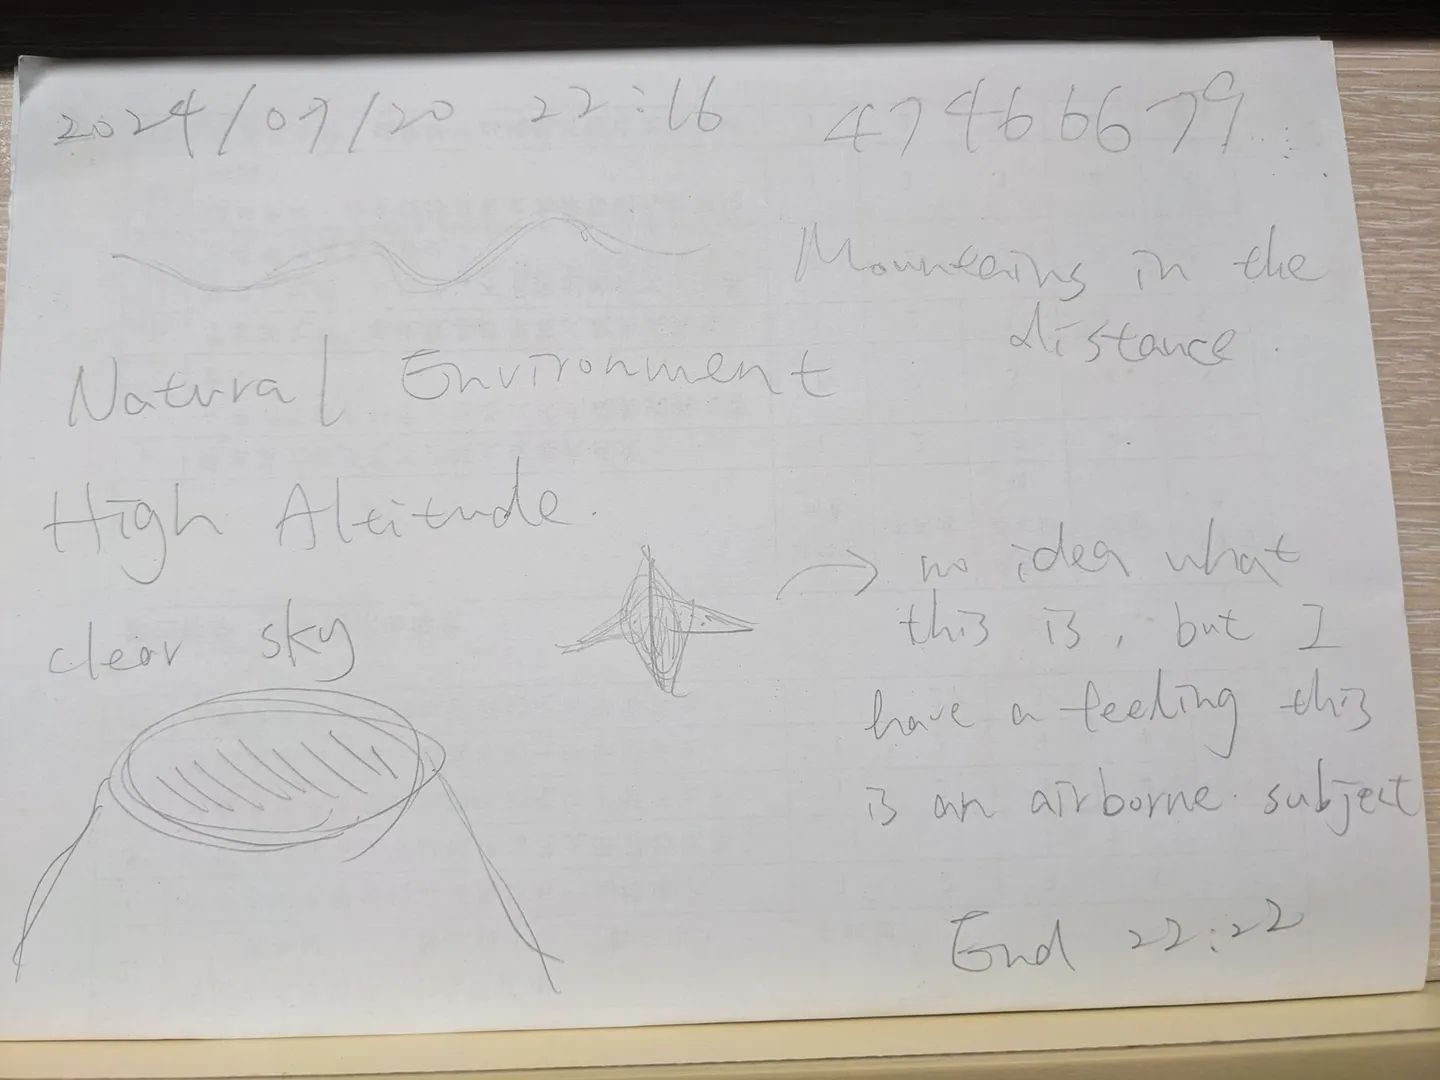 2024/07/20 22:16 47466679
Mountains in the
distance.
Natural Environment
High Altitude.
clear sky
no idea what
this is, but I
have a feeling this
is an airborne subject
End 22:22